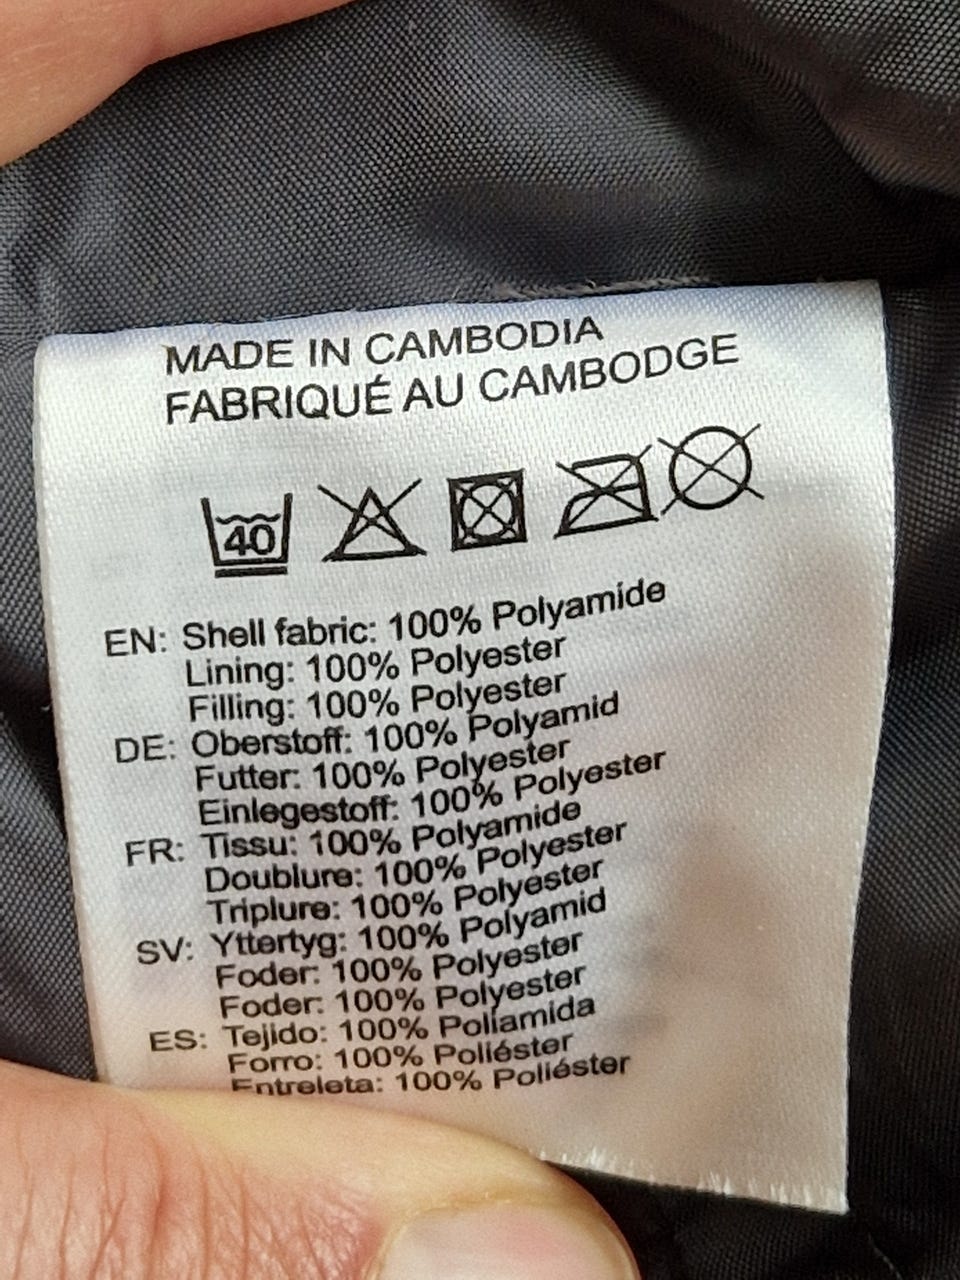 MADE IN CAMBODIA
FABRIQUÉ AU CAMBODGE
40
EN: Shell fabric: 100% Polyamide
Lining: 100% Polyester
Filling: 100% Polyester
DE: Oberstoff: 100% Polyamid
Futter: 100% Polyester
Einlegestoff: 100% Polyester
FR: Tissu: 100% Polyamide
Doublure: 100% Polyester
Triplure: 100% Polyester
SV: Yttertyg: 100% Polyamid
Foder: 100% Polyester
Foder: 100% Polyester
ES: Tejido: 100% Poliamida
Forro: 100% Poliéster
Entreleta: 100% Poliéster